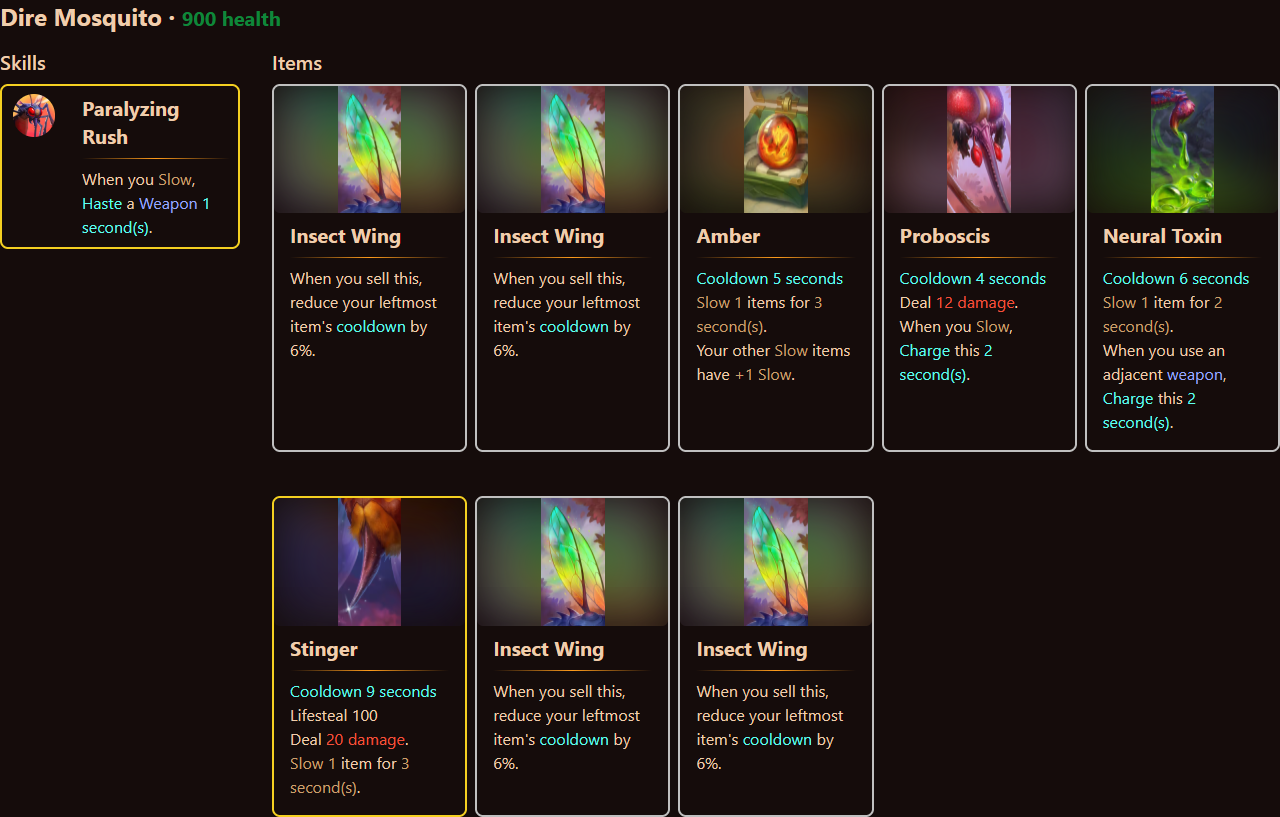 Dire Mosquito · 900 health
Skills
Paralyzing
Rush
When you Slow,
Haste a Weapon 1
second(s).
Items
Insect Wing
When you sell this,
reduce your leftmost
item's cooldown by
6%.
Insect Wing
When you sell this,
reduce your leftmost
item's cooldown by
6%.
Amber
Cooldown 5 seconds
Slow 1 items for 3
second(s).
Your other Slow items
have +1 Slow.
Proboscis
Cooldown 4 seconds
Deal 12 damage.
When you Slow,
Charge this 2
second(s).
Neural Toxin
Cooldown 6 seconds
Slow 1 item for 2
second(s).
When you use an
adjacent weapon,
Charge this 2
second(s).
Stinger
Cooldown 9 seconds
Lifesteal 100
Deal 20 damage.
Slow 1 item for 3
second(s).
Insect Wing
When you sell this,
reduce your leftmost
item's cooldown by
6%.
Insect Wing
When you sell this,
reduce your leftmost
item's cooldown by
6%.